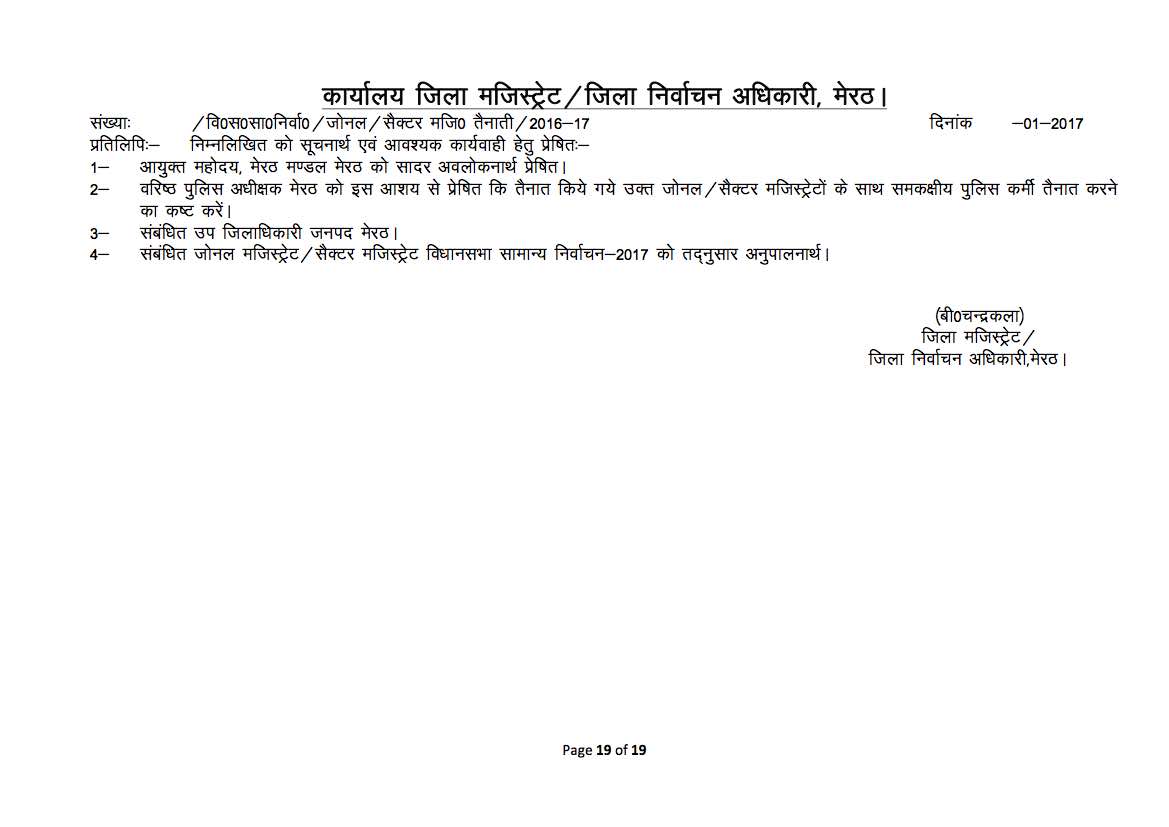 कार्यालय जिला मजिस्ट्रेट/जिला निर्वाचन अधिकारी, मेरठ।
संख्याः /वि0स0सा0निर्वा0/जोनल/सैक्टर मजि0 तैनाती/2016–17 दिनांक –01–2017
प्रतिलिपिः– निम्नलिखित को सूचनार्थ एवं आवश्यक कार्यवाही हेतु प्रेषितः–
1– आयुक्त महोदय, मेरठ मण्डल मेरठ को सादर अवलोकनार्थ प्रेषित।
2– वरिष्ठ पुलिस अधीक्षक मेरठ को इस आशय से प्रेषित कि तैनात किये गये उक्त जोनल/सैक्टर मजिस्ट्रेटों के साथ समकक्षीय पुलिस कर्मी तैनात करने
का कष्ट करें।
3– संबंधित उप जिलाधिकारी जनपद मेरठ।
4– संबंधित जोनल मजिस्ट्रेट/सैक्टर मजिस्ट्रेट विधानसभा सामान्य निर्वाचन–2017 को तद्नुसार अनुपालनार्थ।
(बी0चन्द्रकला)
जिला मजिस्ट्रेट/
जिला निर्वाचन अधिकारी,मेरठ।
Page 19 of 19